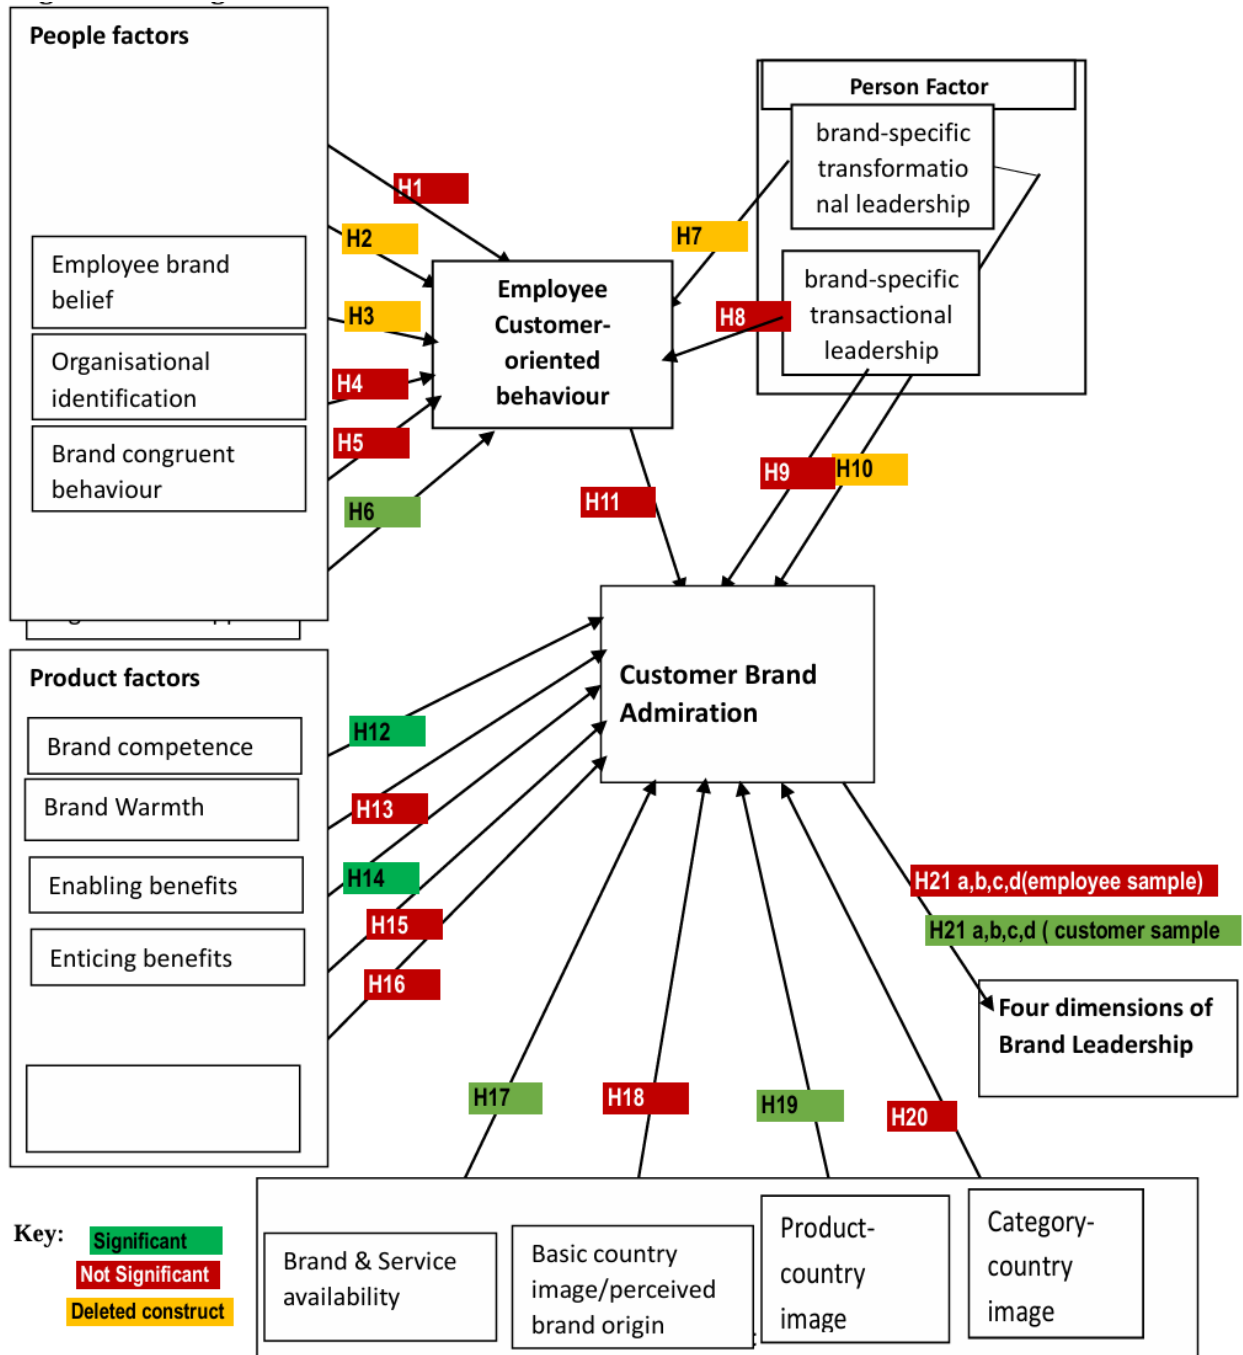 People factors
Person Factor
brand-specific
transformatio
nal leadership
H1
H2
H7
Employee brand
belief
brand-specific
transactional
leadership
Employee
Customer-
oriented
behaviour
H3
H8
Organisational
identification
H4
H5
Brand congruent
behaviour
H9
H10
H6
H11
Product factors
Customer Brand
Admiration
Brand competence
H12
Brand Warmth
H13
Enabling benefits
H14
H21 a,b,c,d(employee sample)
H15
H21 a,b,c,d ( customer sample
Enticing benefits
H16
Four dimensions of
Brand Leadership
H17
H18
H19
H20
Key:
Significant
Not Significant
Deleted construct
Brand & Service
availability
Basic country
image/perceived
brand origin
Product-
country
image
Category-
country
image